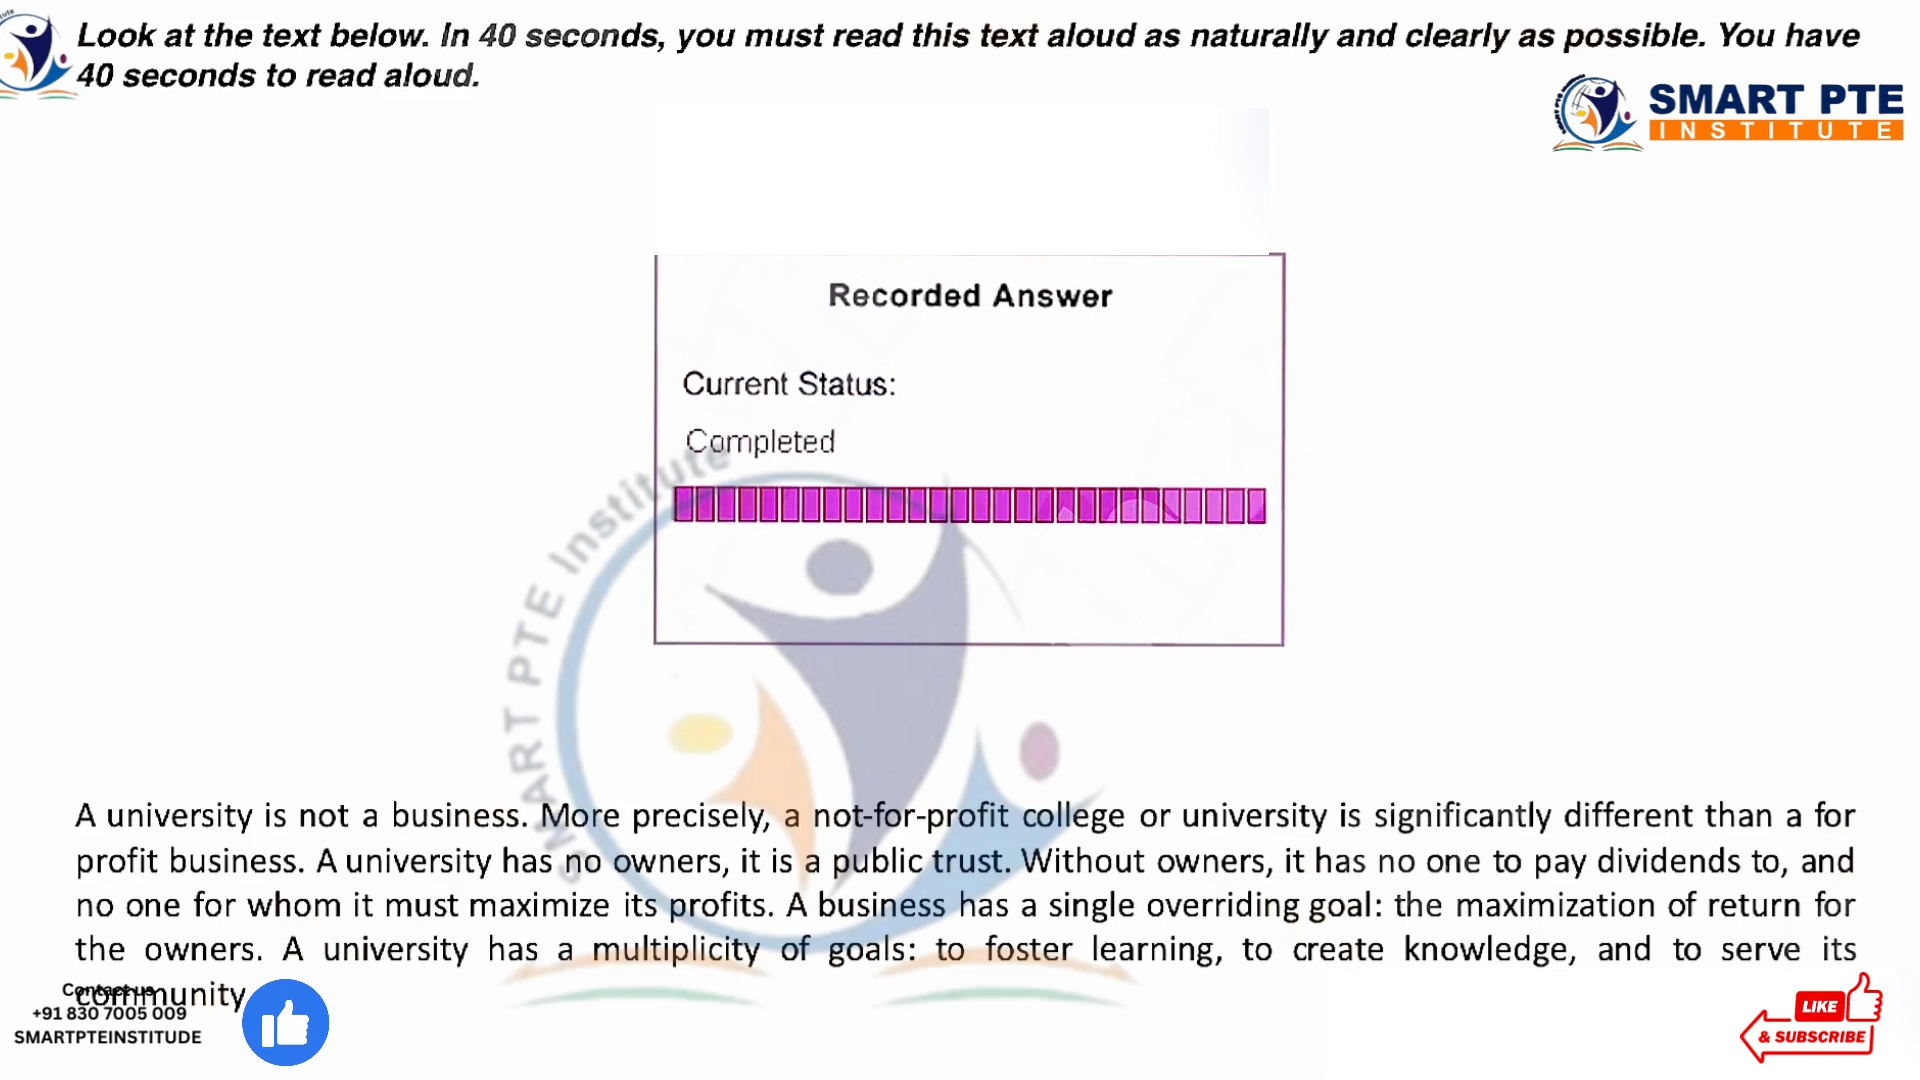 Look at the text below. In 40 seconds, you must read this text aloud as naturally and clearly as possible. You have
40 seconds to read aloud.
SMART PTE
INSTITUTE
Recorded Answer
Current Status:
Completed
SMART PTE Institute
A university is not a business. More precisely, a not-for-profit college or university is significantly different than a for
profit business. A university has no owners, it is a public trust. Without owners, it has no one to pay dividends to, and
no one for whom it must maximize its profits. A business has a single overriding goal: the maximization of return for
the owners. A university has a multiplicity of goals: to foster learning, to create knowledge, and to serve its
community
Contact us
+91 830 7005 009
SMARTPTEINSTITUDE
LIKE
& SUBSCRIBE